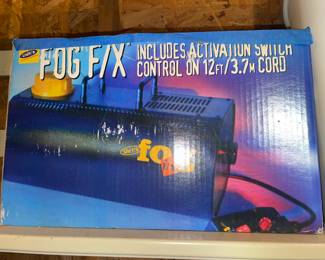 FOG F/X
INCLUDES ACTIVATION SWITCH
CONTROL ON 12FT/3.7M CORD
fog